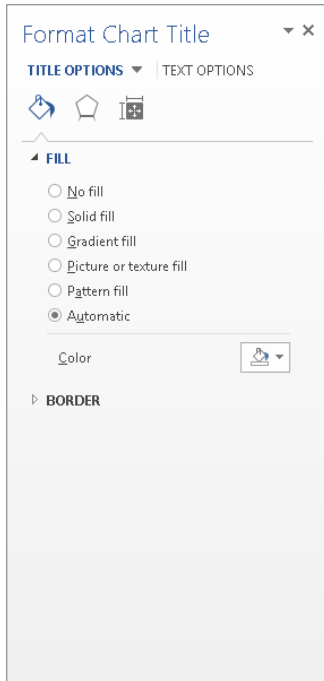 Format Chart Title
TITLE OPTIONS TEXT OPTIONS
FILL
No fill
Solid fill
Gradient fill
Picture or texture fill
Pattern fill
Automatic
Color
BORDER